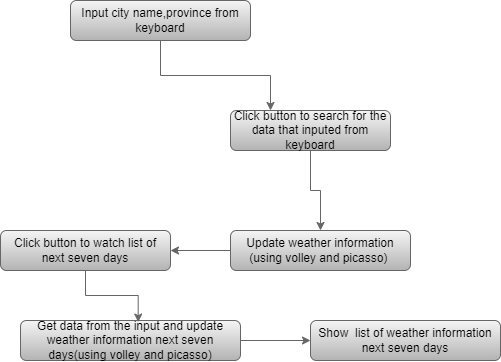 Input city name,province from
keyboard
Click button to search for the
data that inputed from
keyboard
Click button to watch list of
next seven days
Update weather information
(using volley and picasso)
Get data from the input and update
weather information next seven
days(using volley and picasso)
Show  list of weather information
next seven days